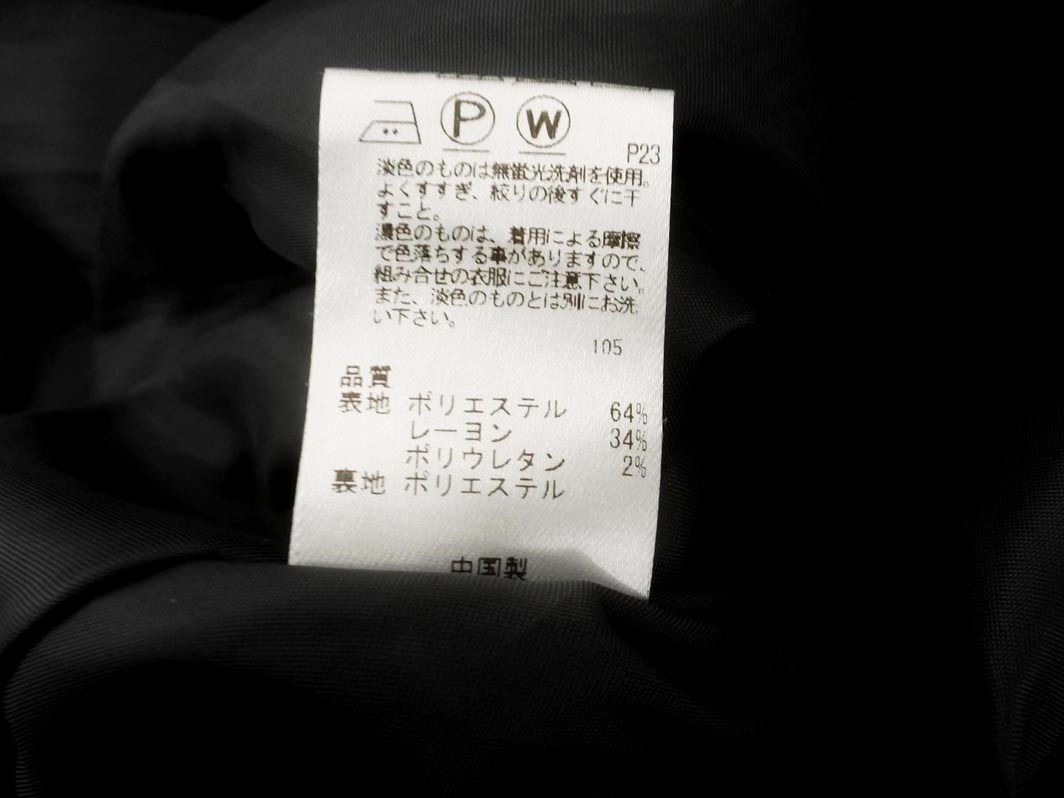 P W
P23
淡色のものは無蛍光洗剤を使用。
よくすすぎ、絞りの後すぐに干
すこと。
濃色のものは、着用による摩擦
で色落ちする事がありますので、
組み合せの衣服にご注意下さい。
また、淡色のものとは別にお洗
い下さい。
105
品質
表地 ポリエステル 64%
レーヨン 34%
ポリウレタン 2%
裏地 ポリエステル
中国製